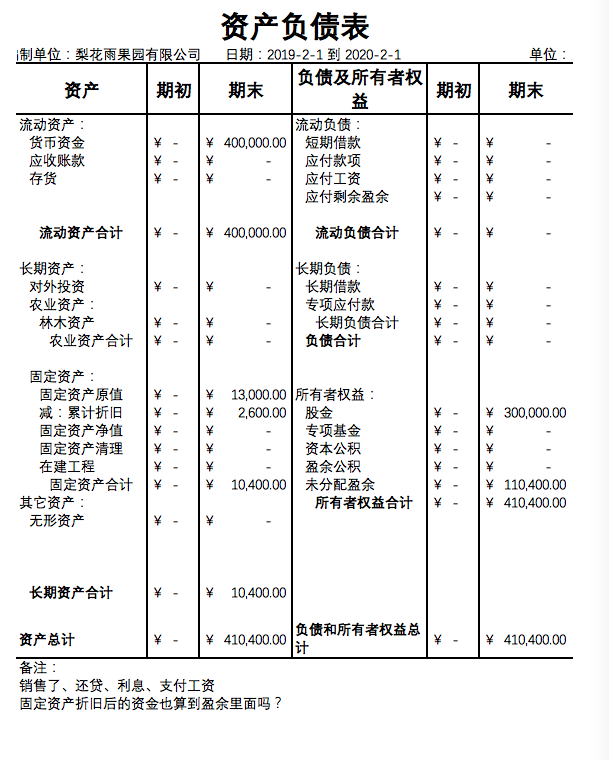 资产负债表
编制单位：梨花雨果园有限公司 日期：2019-2-1 到 2020-2-1 单位：
资产 期初 期末 负债及所有者权益 期初 期末
流动资产： 流动负债：
货币资金 ¥ - ¥ 400,000.00 短期借款 ¥ - ¥ -
应收账款 ¥ - ¥ - 应付款项 ¥ - ¥ -
存货 ¥ - ¥ - 应付工资 ¥ - ¥ -
应付剩余盈余 ¥ - ¥ -
流动资产合计 ¥ - ¥ 400,000.00 流动负债合计 ¥ - ¥ -
长期资产： 长期负债：
对外投资 ¥ - ¥ - 长期借款 ¥ - ¥ -
农业资产： 专项应付款 ¥ - ¥ -
林木资产 ¥ - ¥ - 长期负债合计 ¥ - ¥ -
农业资产合计 ¥ - ¥ - 负债合计 ¥ - ¥ -
固定资产：
固定资产原值 ¥ - ¥ 13,000.00 所有者权益：
减：累计折旧 ¥ - ¥ 2,600.00 股金 ¥ - ¥ 300,000.00
固定资产净值 ¥ - ¥ - 专项基金 ¥ - ¥ -
固定资产清理 ¥ - ¥ - 资本公积 ¥ - ¥ -
在建工程 ¥ - ¥ - 盈余公积 ¥ - ¥ -
固定资产合计 ¥ - ¥ 10,400.00 未分配盈余 ¥ - ¥ 110,400.00
其它资产： 所有者权益合计 ¥ - ¥ 410,400.00
无形资产 ¥ - ¥ -
长期资产合计 ¥ - ¥ 10,400.00
资产总计 ¥ - ¥ 410,400.00 负债和所有者权益总计 ¥ - ¥ 410,400.00
备注：
销售了、还贷、利息、支付工资
固定资产折旧后的资金也算到盈余里面吗？